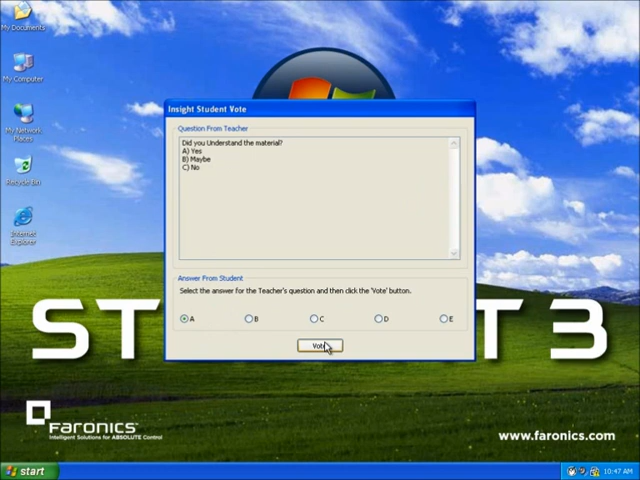 My Documents
My Computer
My Network
Places
Recycle Bin
Internet
Explorer
Insight Student Vote
Question From Teacher
Did you Understand the material?
A) Yes
B) Maybe
C) No
Answer From Student
Select the answer for the Teacher's question and then click the 'Vote' button.
A
B
C
D
E
Vote
ST
T 3
FARONICS
Intelligent Solutions for ABSOLUTE Control
www.faronics.com
start
10:47 AM